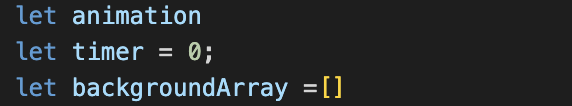 let animation
let timer = 0;
let backgroundArray =[]